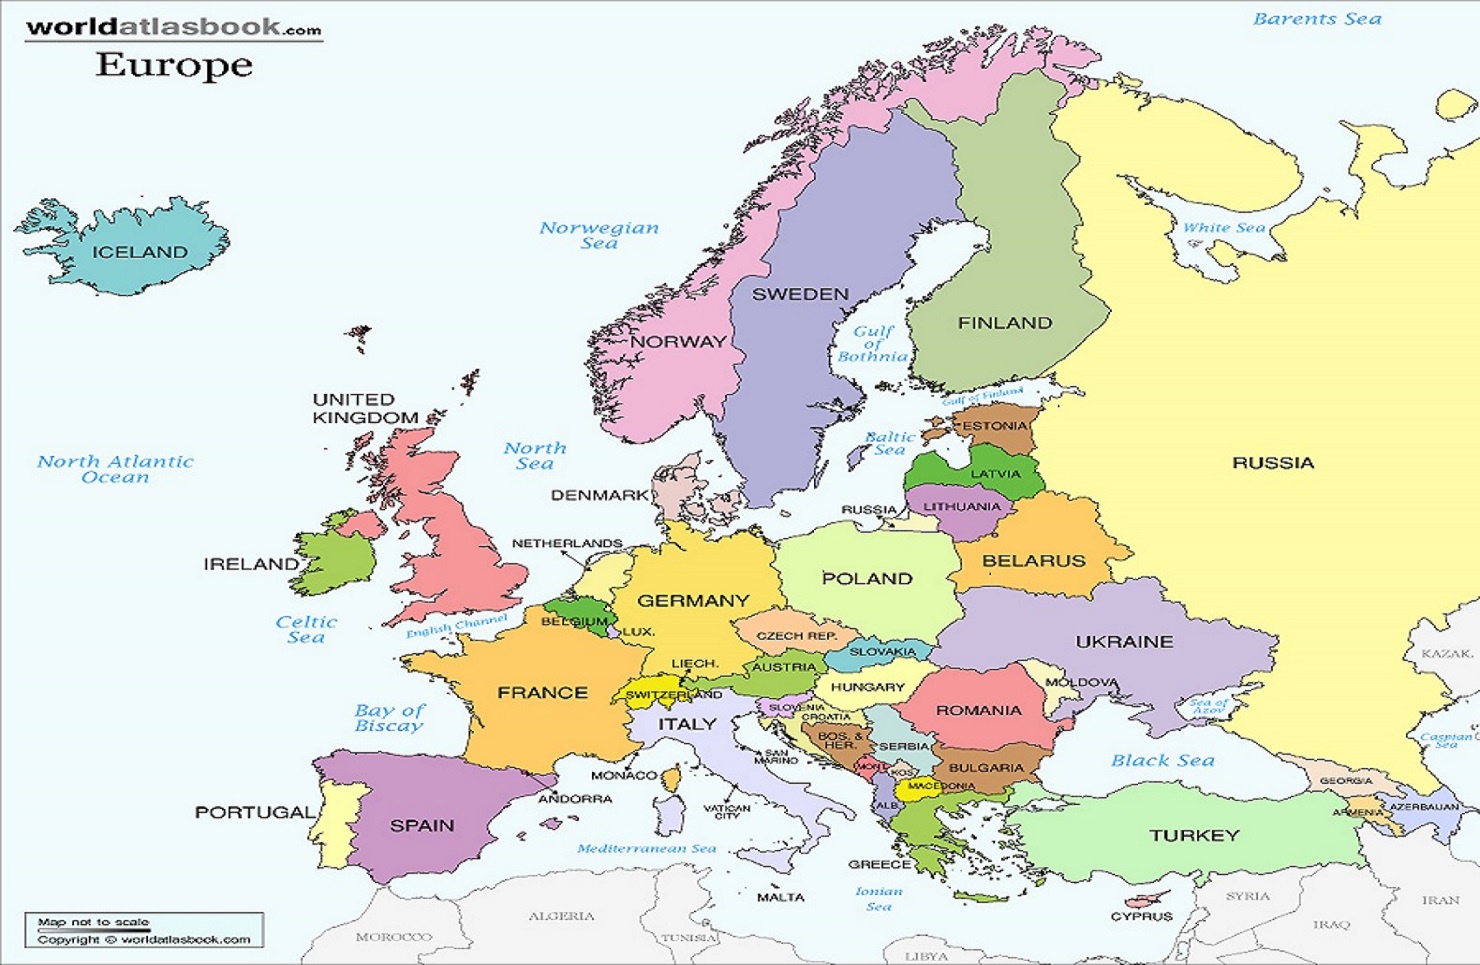 worldatlasbook.com
Europe
Barents Sea
Norwegian
Sea
White Sea
ICELAND
SWEDEN
FINLAND
NORWAY
Gulf
of
Bothnia
Gulf of Finland
UNITED
KINGDOM
North
Sea
Baltic
Sea
ESTONIA
North Atlantic
Ocean
RUSSIA
LATVIA
DENMARK
RUSSIA
LITHUANIA
NETHERLANDS
IRELAND
BELARUS
POLAND
GERMANY
Celtic
Sea
English Channel
BELGIUM
LUX.
CZECH REP.
UKRAINE
SLOVAKIA
KAZAK.
LIECH.
AUSTRIA
FRANCE
SWITZERLAND
HUNGARY
MOLDOVA
Bay of
Biscay
ITALY
SLOVENIA
CROATIA
ROMANIA
Sea of
Azov
BOS. &
HER.
SERBIA
Caspian
Sea
SAN
MARINO
MONT.
KOS.
BULGARIA
Black Sea
MONACO
GEORGIA
ANDORRA
MACEDONIA
PORTUGAL
VATICAN
CITY
ALB.
ARMENIA
AZERBAIJAN
SPAIN
TURKEY
Mediterranean Sea
GREECE
MALTA
Ionian
Sea
CYPRUS
SYRIA
IRAN
IRAQ
ALGERIA
MOROCCO
TUNISIA
LIBYA
Map not to scale
Copyright © worldatlasbook.com